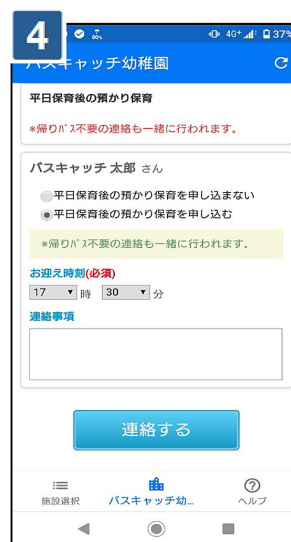 4
80%
4G+
37%
バスキャッチ幼稚園
平日保育後の預かり保育
*帰りバス不要の連絡も一緒に行われます。
バスキャッチ 太郎 さん
平日保育後の預かり保育を申し込まない
平日保育後の預かり保育を申し込む
*帰りバス不要の連絡も一緒に行われます。
お迎え時刻(必須)
17 時 30 分
連絡事項
連絡する
施設選択 バスキャッチ幼... ヘルプ